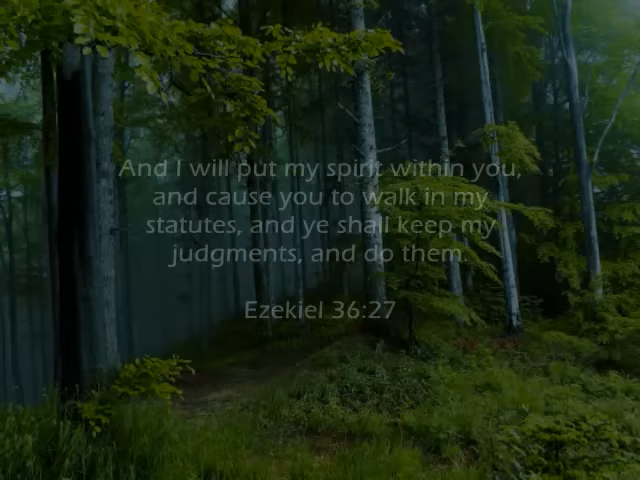 And I will put my spirit within you,
and cause you to walk in my
statutes, and ye shall keep my
judgments, and do them.
Ezekiel 36:27